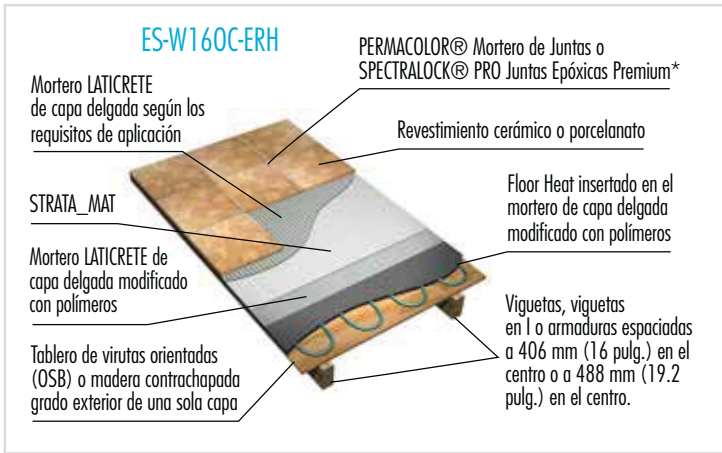 ES-W160C-ERH
PERMACOLOR® Mortero de Juntas o
SPECTRALOCK® PRO Juntas Epóxicas Premium*
Mortero LATICRETE
de capa delgada según los
requisitos de aplicación
Revestimiento cerámico o porcelanato
STRATA_MAT
Floor Heat insertado en el
mortero de capa delgada
modificado con polímeros
Mortero LATICRETE de
capa delgada modificado
con polímeros
Viguetas, viguetas
en I o armaduras espaciadas
a 406 mm (16 pulg.) en el
centro o a 488 mm (19.2
pulg.) en el centro.
Tablero de virutas orientadas
(OSB) o madera contrachapada
grado exterior de una sola capa